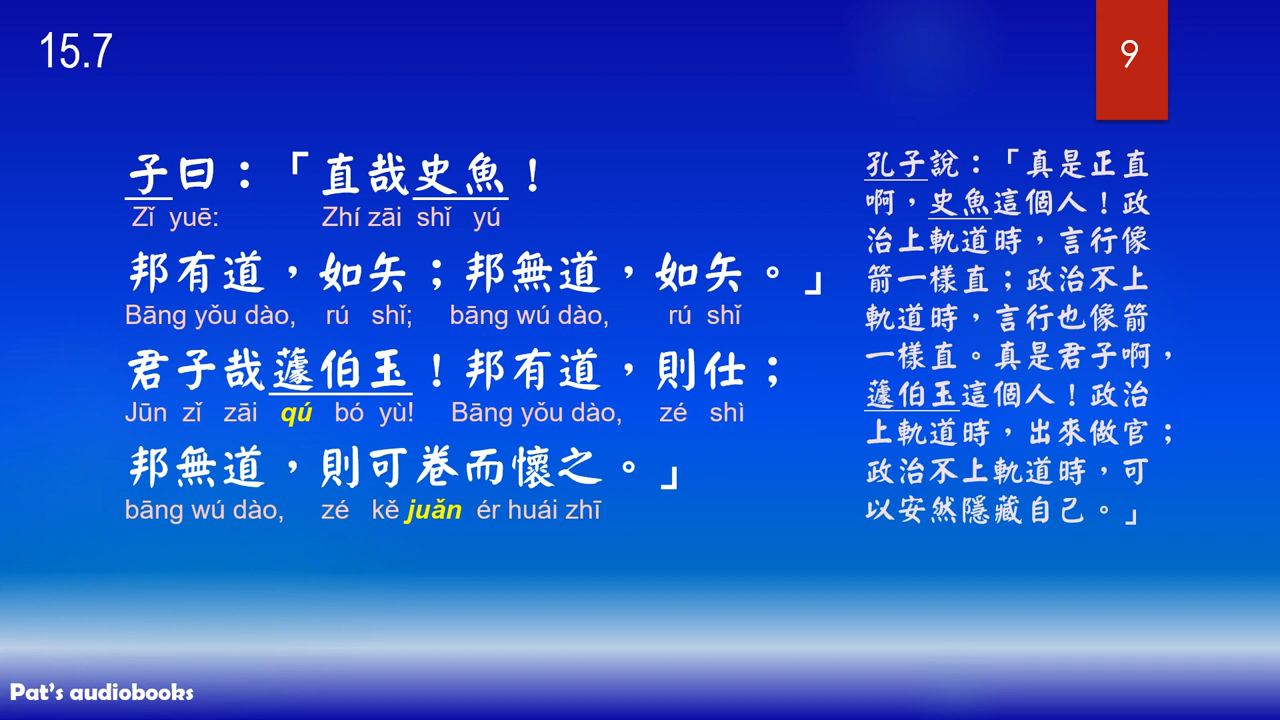 15.7
9
子曰：「直哉史魚！
Zǐ yuē: Zhí zāi shǐ yú
邦有道，如矢；邦無道，如矢。」
Bāng yǒu dào, rú shǐ; bāng wú dào, rú shǐ
君子哉蘧伯玉！邦有道，則仕；
Jūn zǐ zāi qú bó yù! Bāng yǒu dào, zé shì
邦無道，則可卷而懷之。」
bāng wú dào, zé kě juǎn ér huái zhī
孔子說：「真是正直
啊，史魚這個人！政
治上軌道時，言行像
箭一樣直；政治不上
軌道時，言行也像箭
一樣直。真是君子啊，
蘧伯玉這個人！政治
上軌道時，出來做官；
政治不上軌道時，可
以安然隱藏自己。」
Pat's audiobooks